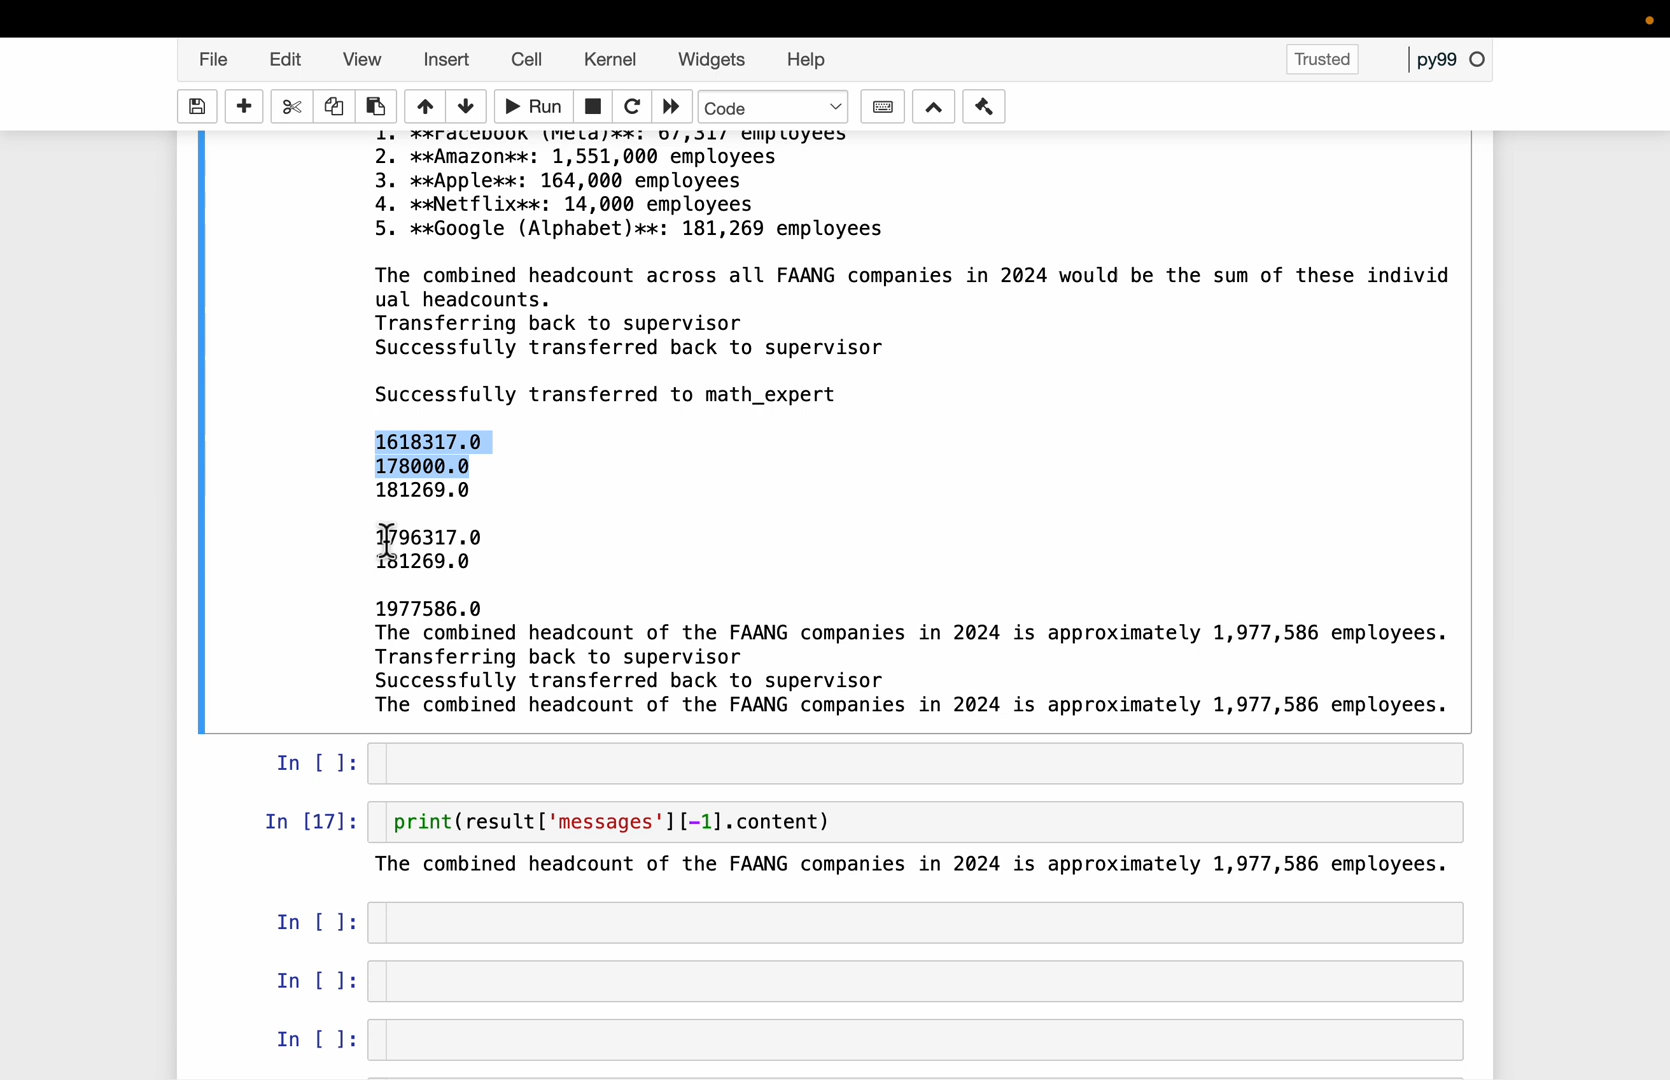 File Edit View Insert Cell Kernel Widgets Help Trusted py99
Run Code
1. **Facebook (Meta)**: 67,317 employees
2. **Amazon**: 1,551,000 employees
3. **Apple**: 164,000 employees
4. **Netflix**: 14,000 employees
5. **Google (Alphabet)**: 181,269 employees
The combined headcount across all FAANG companies in 2024 would be the sum of these individ
ual headcounts.
Transferring back to supervisor
Successfully transferred back to supervisor
Successfully transferred to math_expert
1618317.0
178000.0
181269.0
1796317.0
181269.0
1977586.0
The combined headcount of the FAANG companies in 2024 is approximately 1,977,586 employees.
Transferring back to supervisor
Successfully transferred back to supervisor
The combined headcount of the FAANG companies in 2024 is approximately 1,977,586 employees.
In [ ]:
In [17]: print(result['messages'][-1].content)
The combined headcount of the FAANG companies in 2024 is approximately 1,977,586 employees.
In [ ]:
In [ ]:
In [ ]: